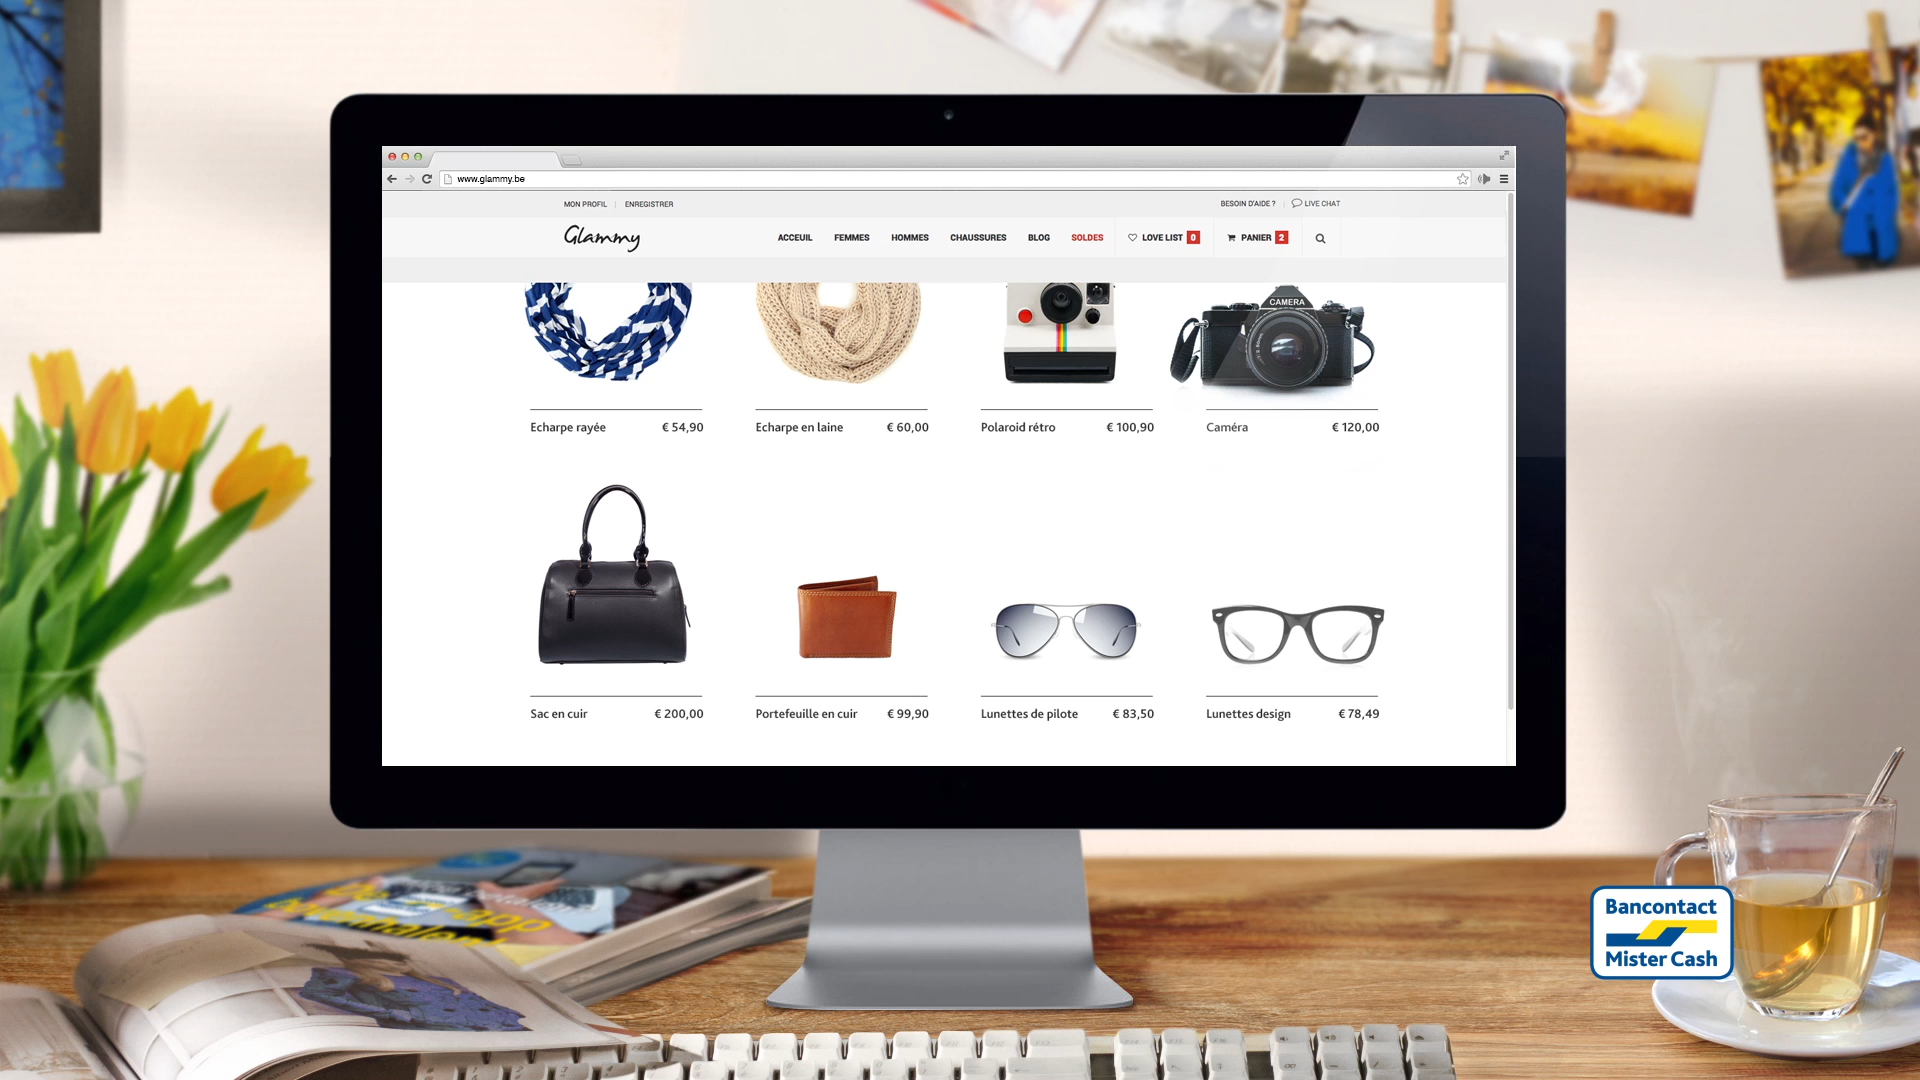 www.glammy.be
MON PROFIL | ENREGISTRER
BESOIN D'AIDE ? | LIVE CHAT
Glammy
ACCEUIL FEMMES HOMMES CHAUSSURES BLOG SOLDES LOVE LIST 0 PANIER 2
CAMERA
Echarpe rayée € 54,90
Echarpe en laine € 60,00
Polaroid rétro € 100,90
Caméra € 120,00
Sac en cuir € 200,00
Portefeuille en cuir € 99,90
Lunettes de pilote € 83,50
Lunettes design € 78,49
Bancontact
Mister Cash